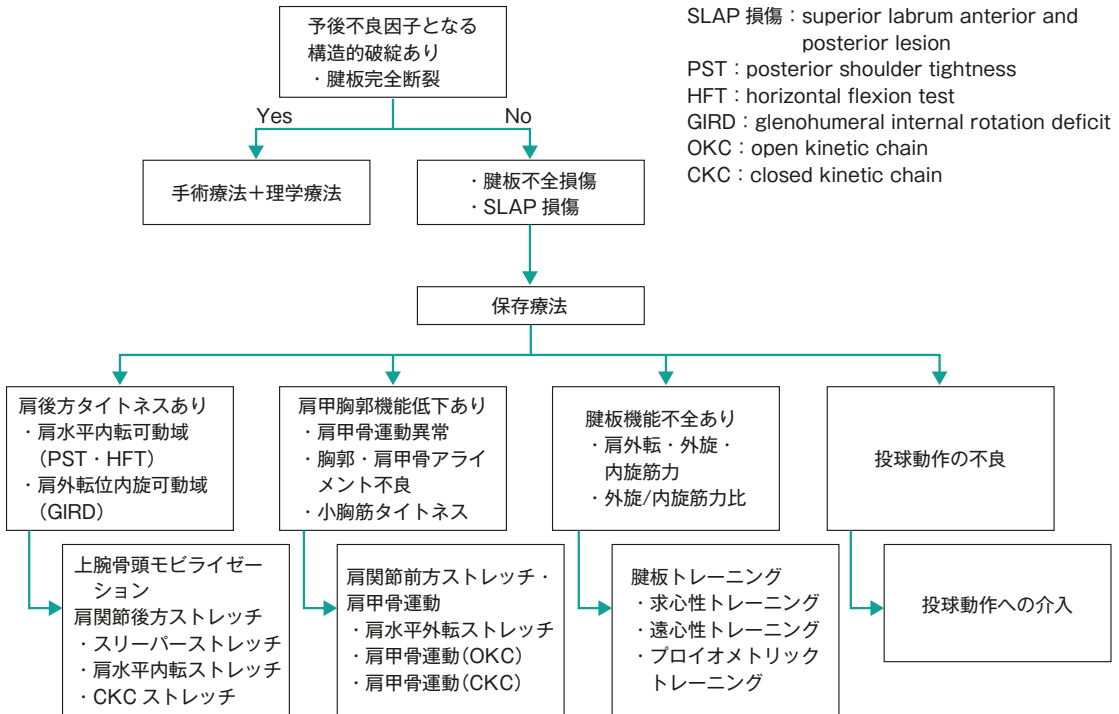 予後不良因子となる
構造的破綻あり
・腱板完全断裂
SLAP 損傷：superior labrum anterior and
posterior lesion
PST：posterior shoulder tightness
HFT：horizontal flexion test
GIRD：glenohumeral internal rotation deficit
OKC：open kinetic chain
CKC：closed kinetic chain
Yes
No
手術療法＋理学療法
・腱板不全損傷
・SLAP 損傷
保存療法
肩後方タイトネスあり
・肩水平内転可動域
（PST・HFT）
・肩外転位内旋可動域
（GIRD）
肩甲胸郭機能低下あり
・肩甲骨運動異常
・胸郭・肩甲骨アライ
メント不良
・小胸筋タイトネス
腱板機能不全あり
・肩外転・外旋・
内旋筋力
・外旋/内旋筋力比
投球動作の不良
上腕骨頭モビライゼー
ション
肩関節後方ストレッチ
・スリーパーストレッチ
・肩水平内転ストレッチ
・CKC ストレッチ
肩関節前方ストレッチ・
肩甲骨運動
・肩水平外転ストレッチ
・肩甲骨運動（OKC）
・肩甲骨運動（CKC）
腱板トレーニング
・求心性トレーニング
・遠心性トレーニング
・プロイオメトリック
トレーニング
投球動作への介入